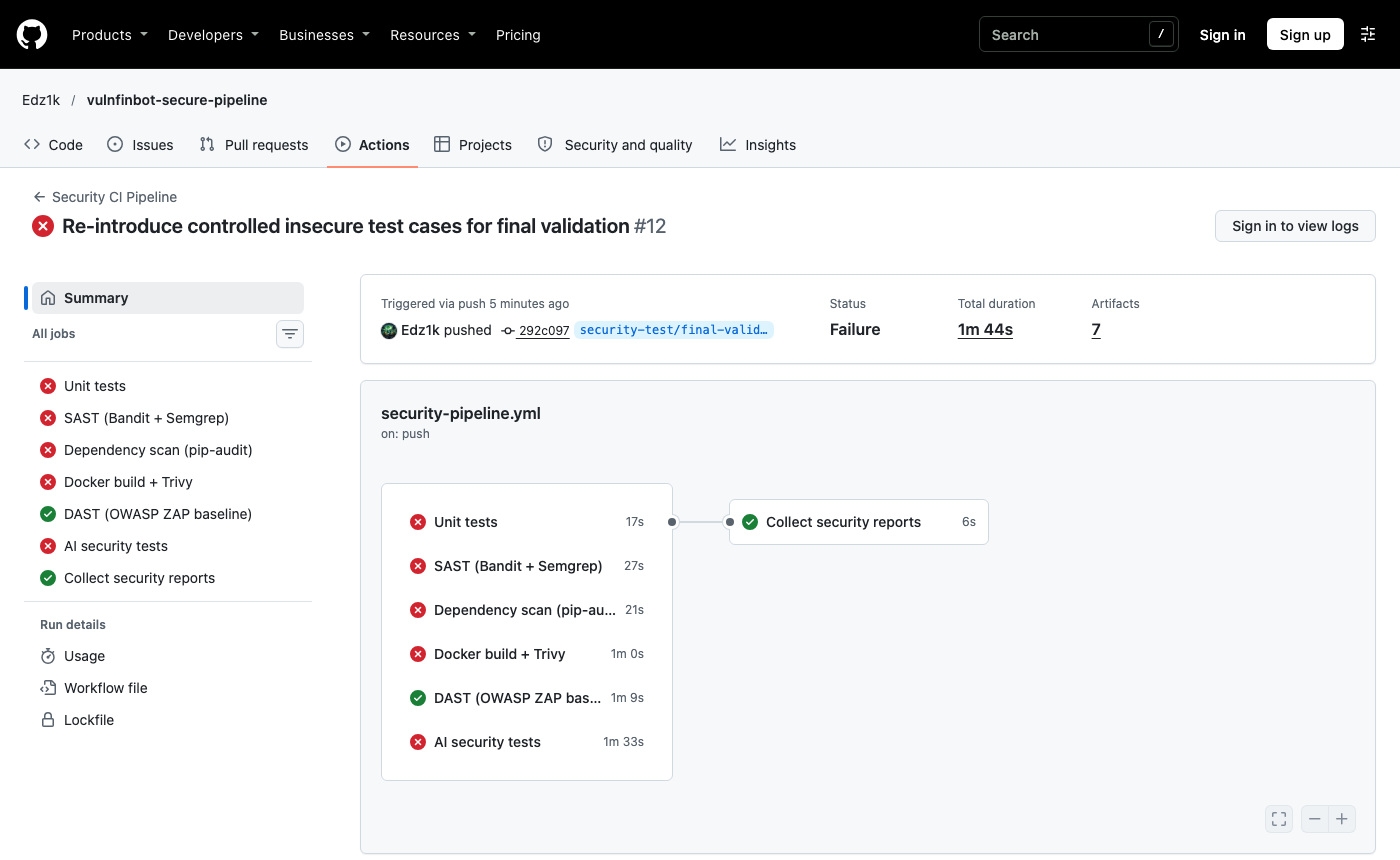 Products Developers Businesses Resources Pricing Search / Sign in Sign up
Edz1k / vulnfinbot-secure-pipeline
Code Issues Pull requests Actions Projects Security and quality Insights
Security CI Pipeline
Re-introduce controlled insecure test cases for final validation #12
Sign in to view logs
Summary
All jobs
Unit tests
SAST (Bandit + Semgrep)
Dependency scan (pip-audit)
Docker build + Trivy
DAST (OWASP ZAP baseline)
AI security tests
Collect security reports
Run details
Usage
Workflow file
Lockfile
Triggered via push 5 minutes ago
Edz1k pushed 292c097 security-test/final-valid…
Status
Failure
Total duration
1m 44s
Artifacts
7
security-pipeline.yml
on: push
Unit tests 17s
SAST (Bandit + Semgrep) 27s
Dependency scan (pip-au... 21s
Docker build + Trivy 1m 0s
DAST (OWASP ZAP bas... 1m 9s
AI security tests 1m 33s
Collect security reports 6s